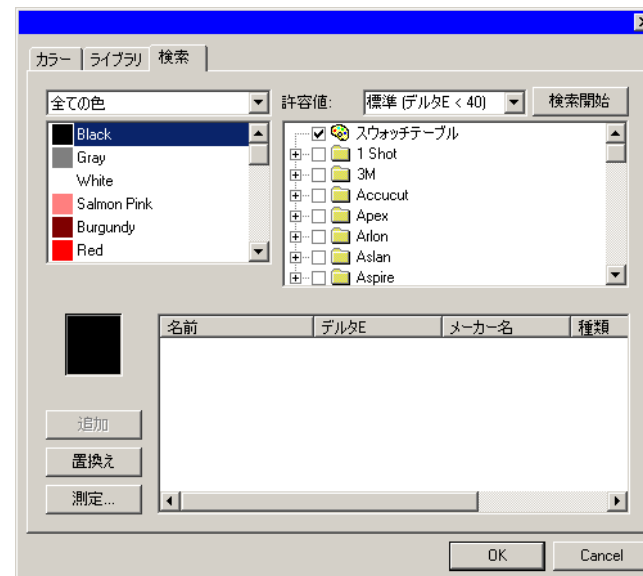 カラー ライブラリ 検索
全ての色 許容値: 標準 (デルタE < 40) 検索開始
Black
Gray
White
Salmon Pink
Burgundy
Red
スウォッチテーブル
1 Shot
3M
Accucut
Apex
Arlon
Aslan
Aspire
名前 デルタE メーカー名 種類
追加
置換え
測定...
OK Cancel